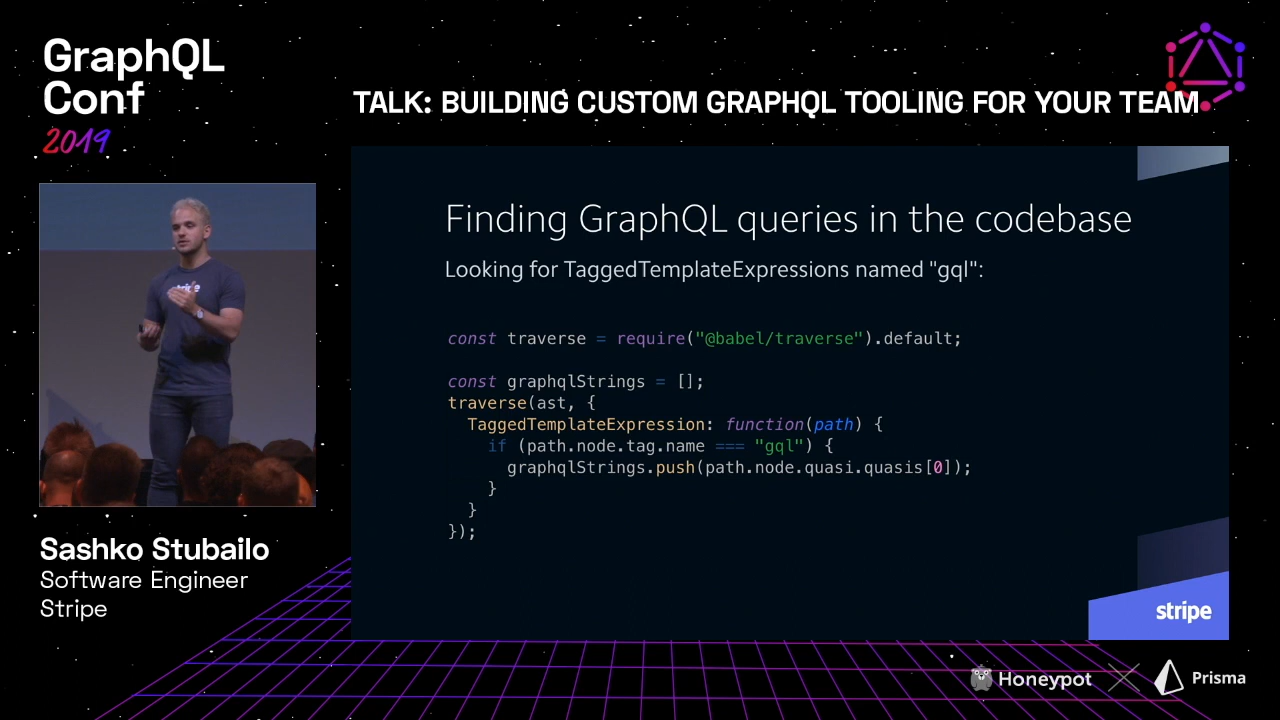 GraphQL
Conf
2019
TALK: BUILDING CUSTOM GRAPHQL TOOLING FOR YOUR TEAM
Finding GraphQL queries in the codebase
Looking for TaggedTemplateExpressions named "gql":
const traverse = require("@babel/traverse").default;
const graphqlStrings = [];
traverse(ast, {
  TaggedTemplateExpression: function(path) {
    if (path.node.tag.name === "gql") {
      graphqlStrings.push(path.node.quasi.quasis[0]);
    }
  }
});
stripe
Sashko Stubailo
Software Engineer
Stripe
Honeypot
Prisma